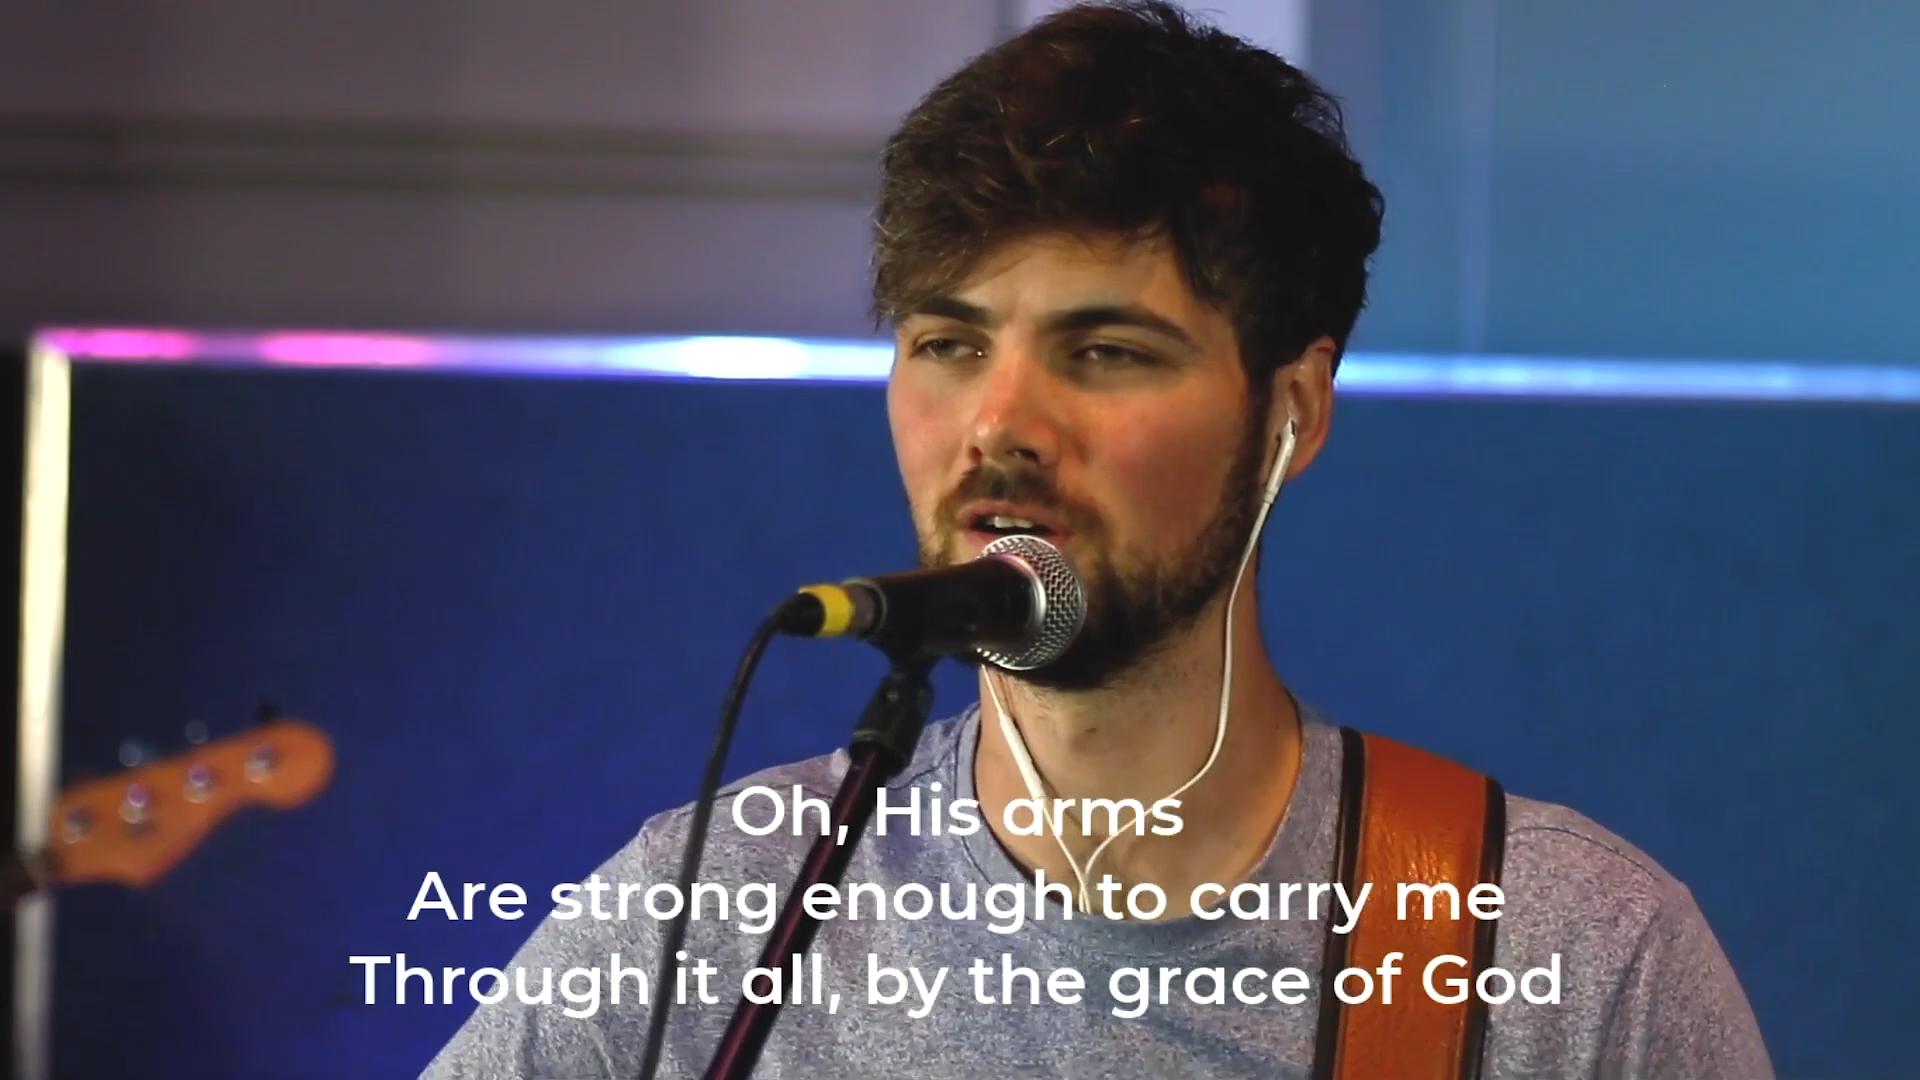 Oh, His arms
Are strong enough to carry me
Through it all, by the grace of God